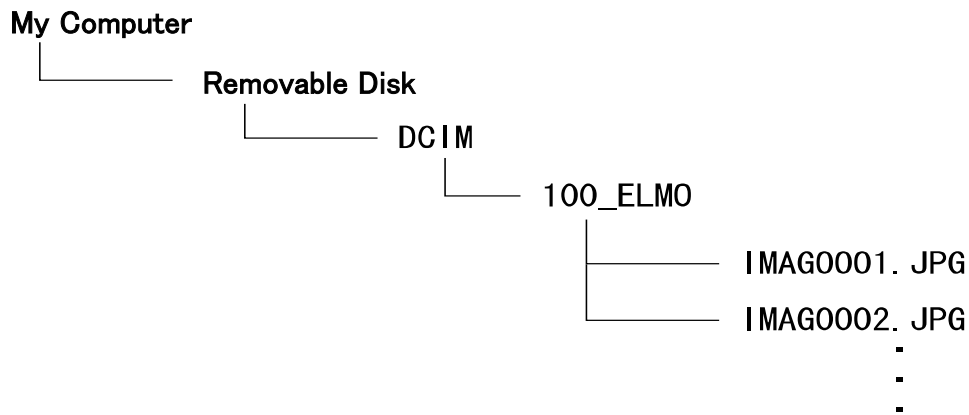 My Computer
Removable Disk
DCIM
100_ELMO
IMAG0001. JPG
IMAG0002. JPG